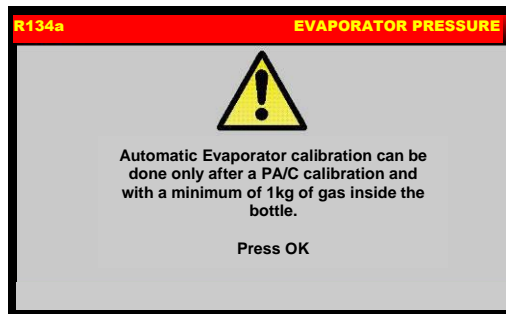 R134a EVAPORATOR PRESSURE
Automatic Evaporator calibration can be
done only after a PA/C calibration and
with a minimum of 1kg of gas inside the
bottle.
Press OK